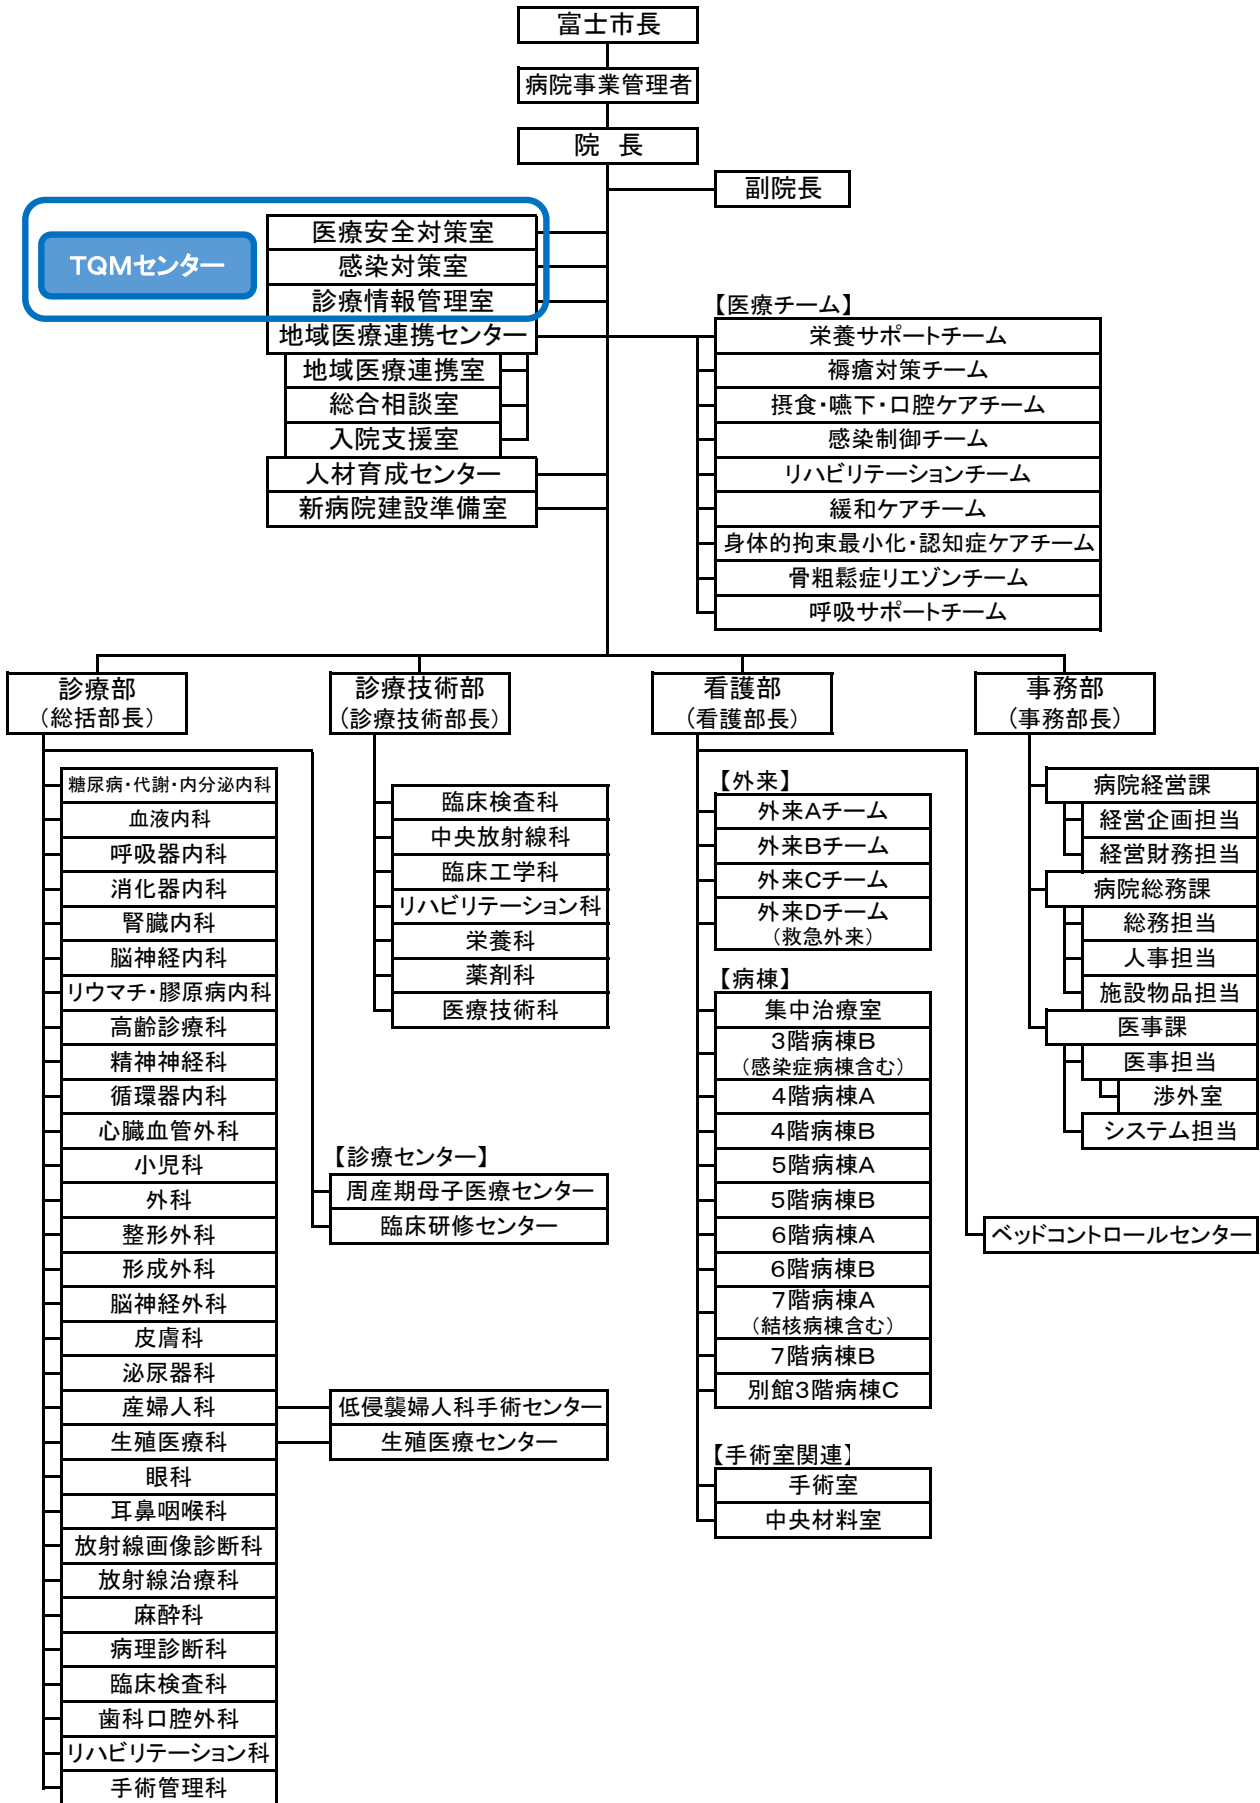 富士市長
病院事業管理者
院　長
副院長
TQMセンター
医療安全対策室
感染対策室
診療情報管理室
地域医療連携センター
地域医療連携室
総合相談室
入院支援室
人材育成センター
新病院建設準備室
【医療チーム】
栄養サポートチーム
褥瘡対策チーム
摂食・嚥下・口腔ケアチーム
感染制御チーム
リハビリテーションチーム
緩和ケアチーム
身体的拘束最小化・認知症ケアチーム
骨粗鬆症リエゾンチーム
呼吸サポートチーム
診療部
（総括部長）
糖尿病・代謝・内分泌内科
血液内科
呼吸器内科
消化器内科
腎臓内科
脳神経内科
リウマチ・膠原病内科
高齢診療科
精神神経科
循環器内科
心臓血管外科
小児科
外科
整形外科
形成外科
脳神経外科
皮膚科
泌尿器科
産婦人科
生殖医療科
眼科
耳鼻咽喉科
放射線画像診断科
放射線治療科
麻酔科
病理診断科
臨床検査科
歯科口腔外科
リハビリテーション科
手術管理科
【診療センター】
周産期母子医療センター
臨床研修センター
低侵襲婦人科手術センター
生殖医療センター
診療技術部
（診療技術部長）
臨床検査科
中央放射線科
臨床工学科
リハビリテーション科
栄養科
薬剤科
医療技術科
看護部
（看護部長）
【外来】
外来Aチーム
外来Bチーム
外来Cチーム
外来Dチーム
（救急外来）
【病棟】
集中治療室
3階病棟B
（感染症病棟含む）
4階病棟A
4階病棟B
5階病棟A
5階病棟B
6階病棟A
6階病棟B
7階病棟A
（結核病棟含む）
7階病棟B
別館3階病棟C
【手術室関連】
手術室
中央材料室
ベッドコントロールセンター
事務部
（事務部長）
病院経営課
経営企画担当
経営財務担当
病院総務課
総務担当
人事担当
施設物品担当
医事課
医事担当
渉外室
システム担当